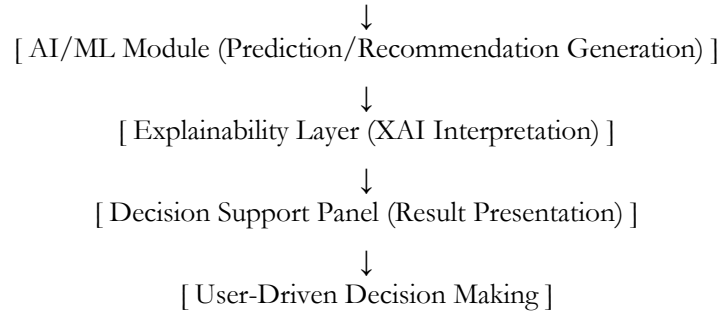 ↓
[ AI/ML Module (Prediction/Recommendation Generation) ]
↓
[ Explainability Layer (XAI Interpretation) ]
↓
[ Decision Support Panel (Result Presentation) ]
↓
[ User-Driven Decision Making ]